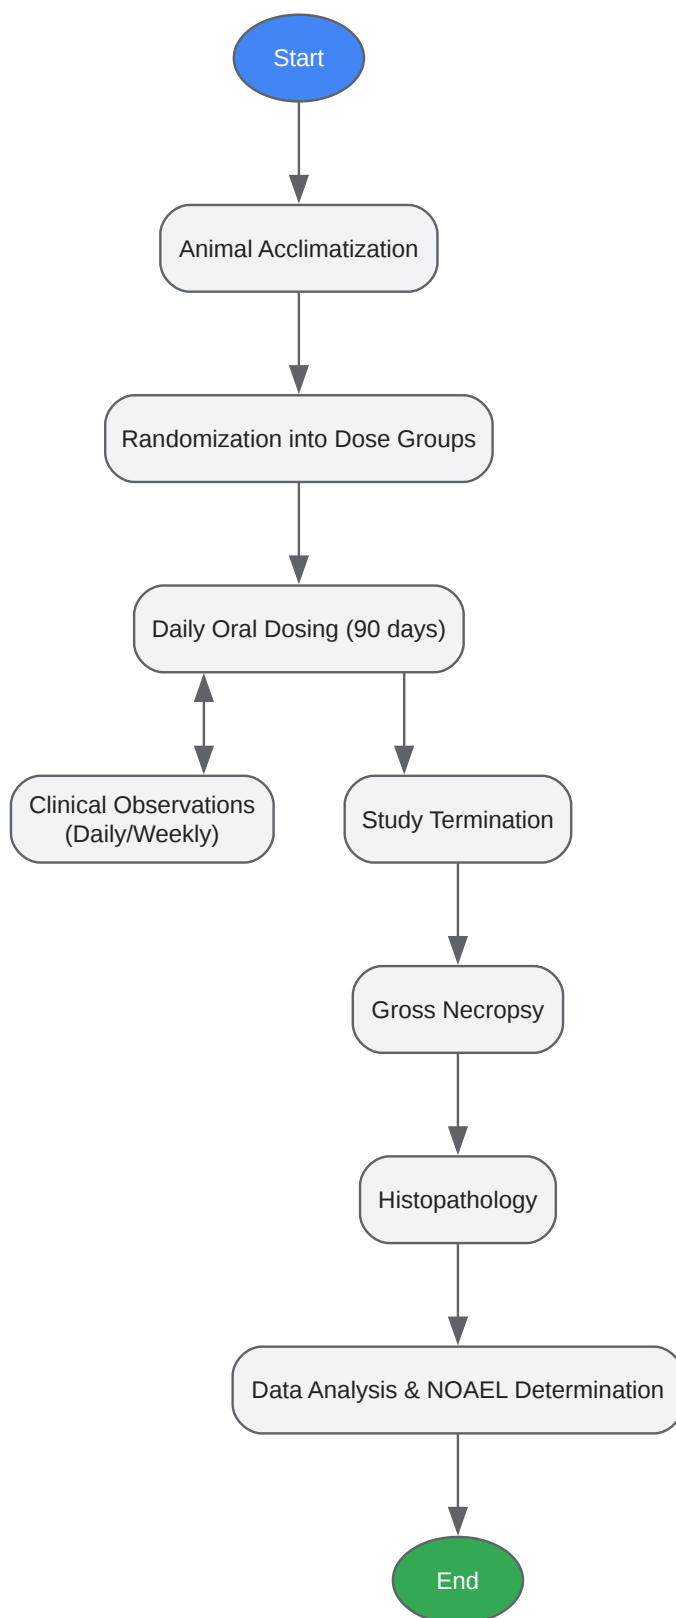 Start
Animal Acclimatization
Randomization into Dose Groups
Daily Oral Dosing (90 days)
Clinical Observations
(Daily/Weekly)
Study Termination
Gross Necropsy
Histopathology
Data Analysis & NOAEL Determination
End